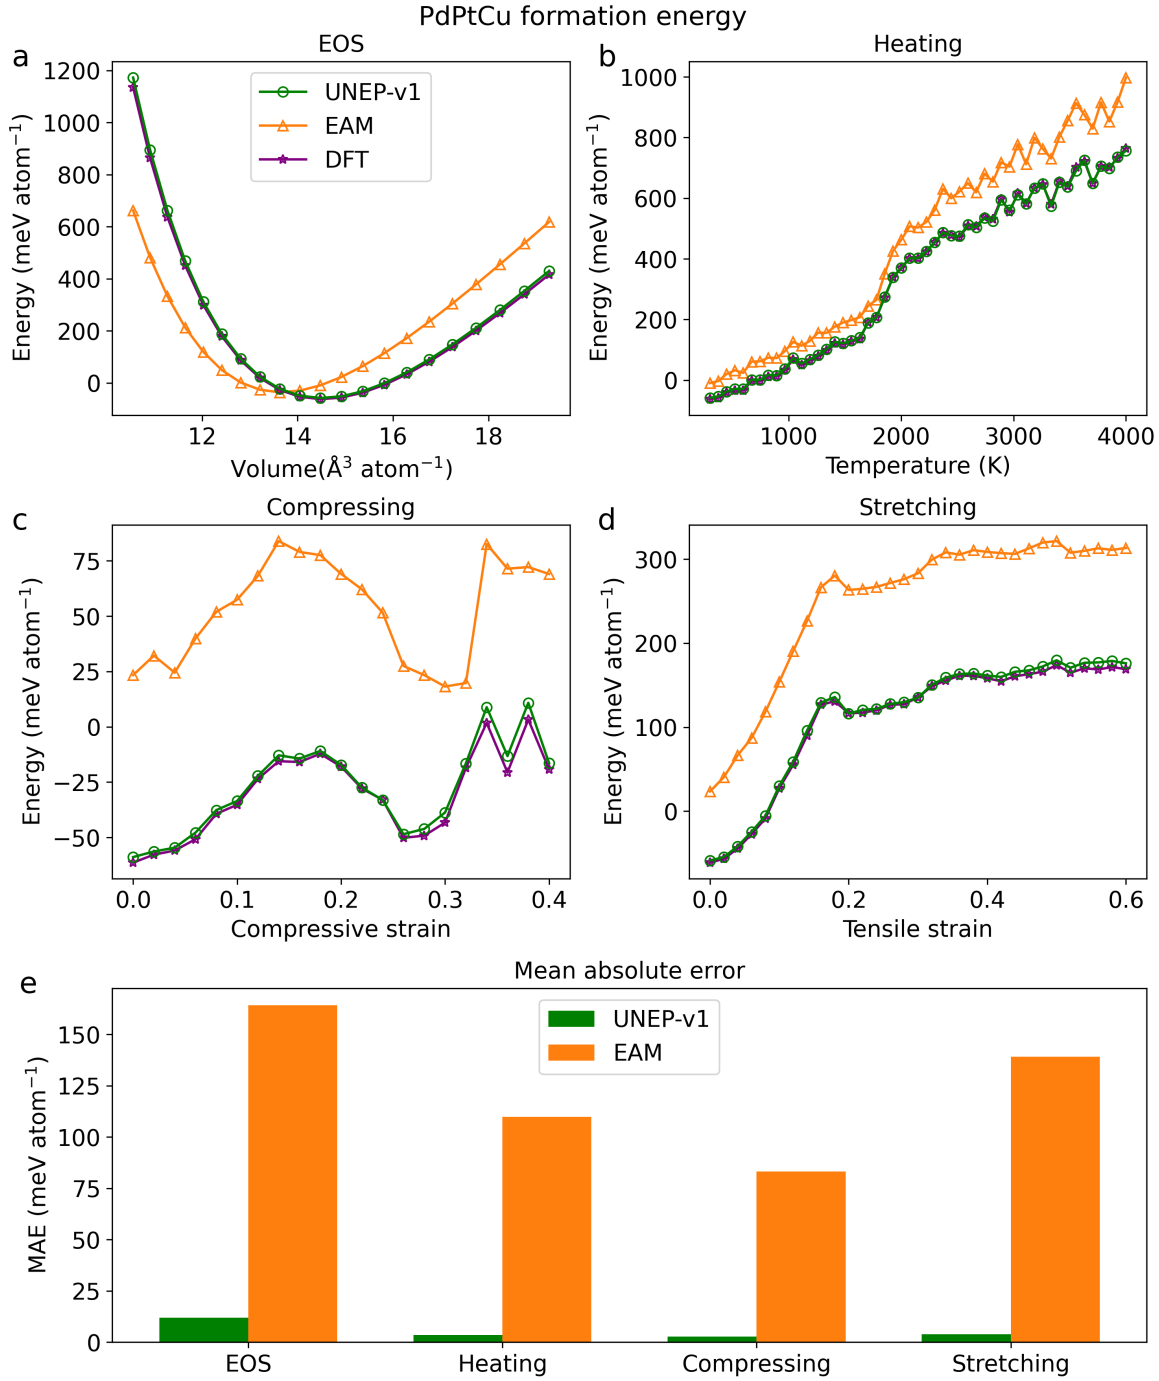 PdPtCu formation energy
a
EOS
1200
1000
800
600
400
200
0
Energy (meV atom⁻¹)
UNEP-v1
EAM
DFT
12
14
16
18
Volume(Å³ atom⁻¹)
b
Heating
1000
800
600
400
200
0
Energy (meV atom⁻¹)
1000
2000
3000
4000
Temperature (K)
c
Compressing
75
50
25
0
−25
−50
Energy (meV atom⁻¹)
0.0
0.1
0.2
0.3
0.4
Compressive strain
d
Stretching
300
200
100
0
Energy (meV atom⁻¹)
0.0
0.2
0.4
0.6
Tensile strain
e
Mean absolute error
150
125
100
75
50
25
0
MAE (meV atom⁻¹)
UNEP-v1
EAM
EOS
Heating
Compressing
Stretching